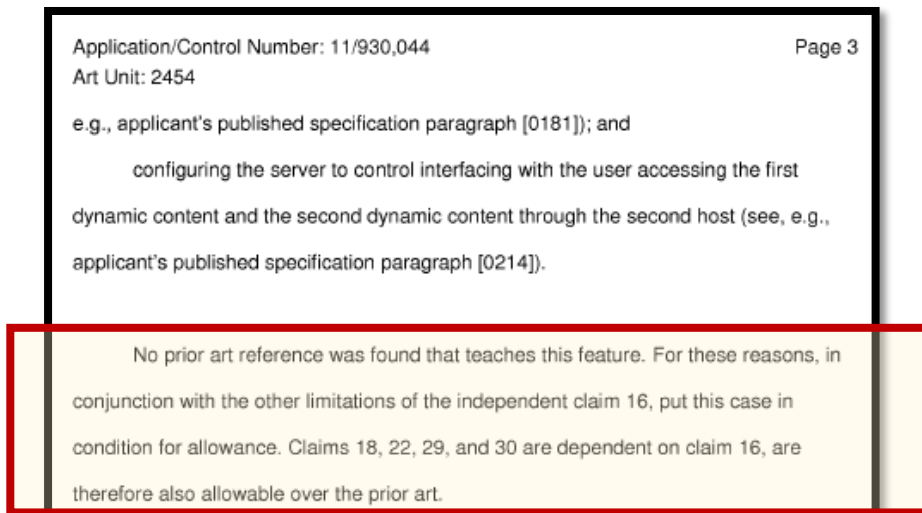 Application/Control Number: 11/930,044 Page 3
Art Unit: 2454
e.g., applicant's published specification paragraph [0181]); and
configuring the server to control interfacing with the user accessing the first
dynamic content and the second dynamic content through the second host (see, e.g.,
applicant's published specification paragraph [0214]).
No prior art reference was found that teaches this feature. For these reasons, in
conjunction with the other limitations of the independent claim 16, put this case in
condition for allowance. Claims 18, 22, 29, and 30 are dependent on claim 16, are
therefore also allowable over the prior art.